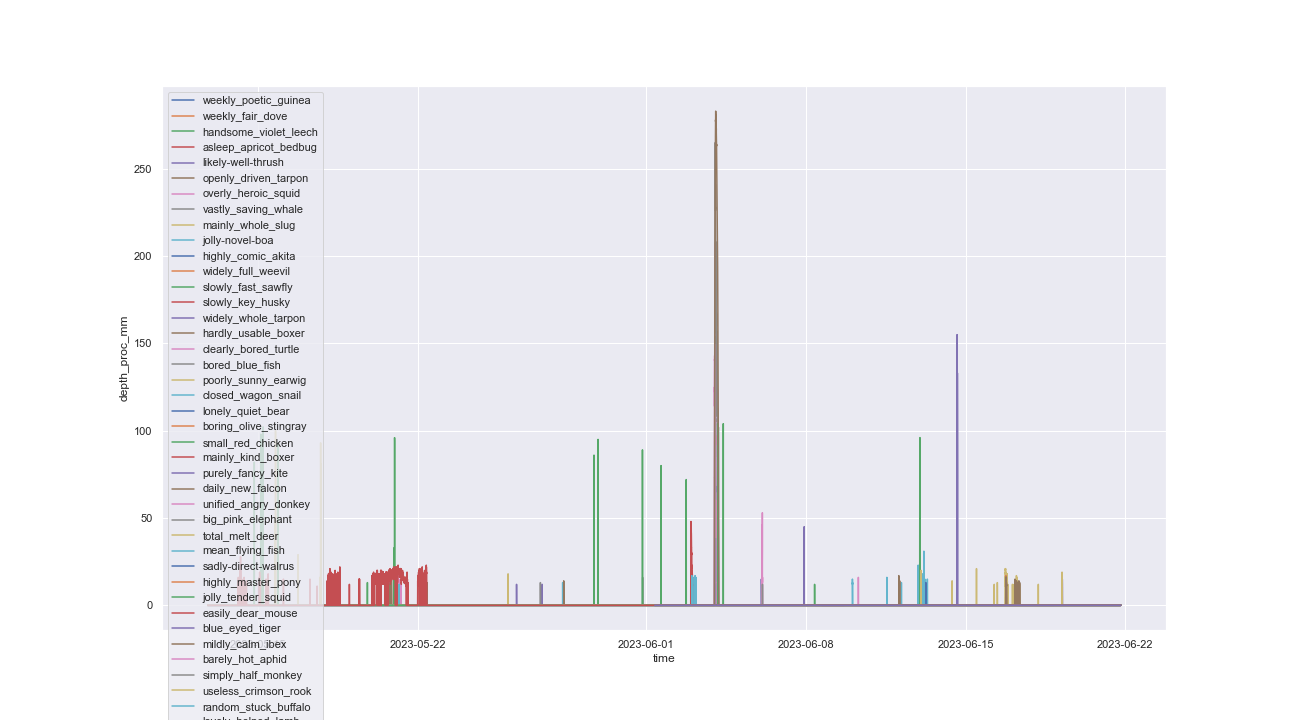 weekly_poetic_guinea
weekly_fair_dove
handsome_violet_leech
asleep_apricot_bedbug
likely-well-thrush
openly_driven_tarpon
overly_heroic_squid
vastly_saving_whale
mainly_whole_slug
jolly-novel-boa
highly_comic_akita
widely_full_weevil
slowly_fast_sawfly
slowly_key_husky
widely_whole_tarpon
hardly_usable_boxer
clearly_bored_turtle
bored_blue_fish
poorly_sunny_earwig
closed_wagon_snail
lonely_quiet_bear
boring_olive_stingray
small_red_chicken
mainly_kind_boxer
purely_fancy_kite
daily_new_falcon
unified_angry_donkey
big_pink_elephant
total_melt_deer
mean_flying_fish
sadly-direct-walrus
highly_master_pony
jolly_tender_squid
easily_dear_mouse
blue_eyed_tiger
mildly_calm_ibex
barely_hot_aphid
simply_half_monkey
useless_crimson_rook
random_stuck_buffalo
250
200
150
100
50
0
depth_proc_mm
2023-05-22
2023-06-01
2023-06-08
2023-06-15
2023-06-22
time